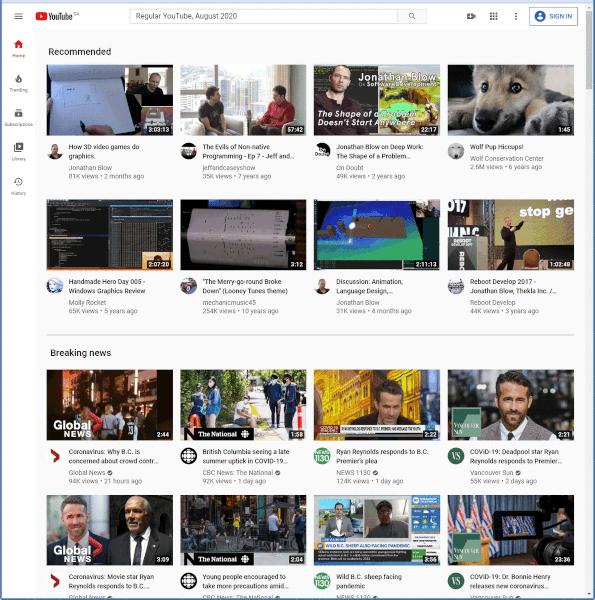 YouTube CA
Regular YouTube, August 2020
SIGN IN
Home
Trending
Subscriptions
Library
History
Recommended
3:03:13
57:42
Jonathan Blow
On Software Development
The Shape of a Problem
Doesn't Start Anywhere
22:17
1:45
How 3D video games do
graphics.
Jonathan Blow
81K views • 2 months ago
The Evils of Non-native
Programming - Ep 7 - Jeff and...
jeffandcaseyshow
35K views • 7 years ago
Jonathan Blow on Deep Work:
The Shape of a Problem...
On Doubt
49K views • 2 years ago
Wolf Pup Hiccups!
Wolf Conservation Center
2.6M views • 6 years ago
2:07:20
3:12
2:11:13
017
stop ge
REBOOT
1:02:48
Handmade Hero Day 005 -
Windows Graphics Review
Molly Rocket
65K views • 5 years ago
"The Merry-go-round Broke
Down" (Looney Tunes theme)
mechanicmusic45
254K views • 10 years ago
Discussion: Animation,
Language Design,...
Jonathan Blow
31K views • 4 months ago
Reboot Develop 2017 -
Jonathan Blow, Thekla Inc. /...
Reboot Develop
44K views • 3 years ago
Breaking news
Global
NEWS
2:44
The National
1:58
NEWS
1130
2:22
VANCOUVER
SUN
2:21
Coronavirus: Why B.C. is
concerned about crowd contr...
Global News
94K views • 21 hours ago
British Columbia seeing a late
summer uptick in COVID-19...
CBC News: The National
92K views • 1 day ago
NEWS
1130
Ryan Reynolds responds to B.C.
Premier's plea
NEWS 1130
124K views • 1 day ago
VS
COVID-19: Deadpool star Ryan
Reynolds responds to Premier...
Vancouver Sun
55K views • 2 days ago
Global
NEWS
3:09
The National
2:04
WILD B.C. SHEEP ALSO FACING PANDEMIC
3:56
VANCOUVER
SUN
23:36
Coronavirus: Movie star Ryan
Reynolds responds to B.C....
Global News
Young people encouraged to
take more precautions amid...
CBC News: The National
NEWS
1130
Wild B.C. sheep facing
pandemic
NEWS 1130
VS
COVID-19: Dr. Bonnie Henry
releases new coronavirus...
Vancouver Sun